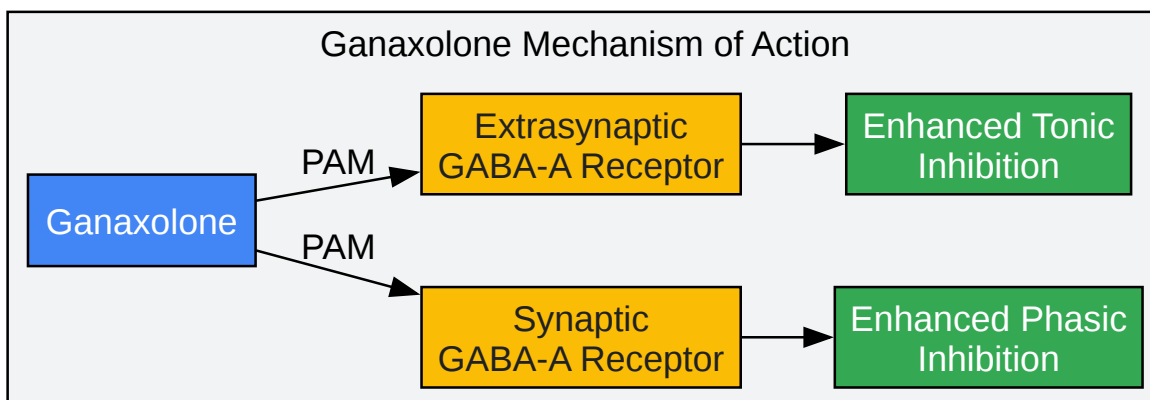 Ganaxolone Mechanism of Action
Ganaxolone
PAM
PAM
Extrasynaptic
GABA-A Receptor
Enhanced Tonic
Inhibition
Synaptic
GABA-A Receptor
Enhanced Phasic
Inhibition